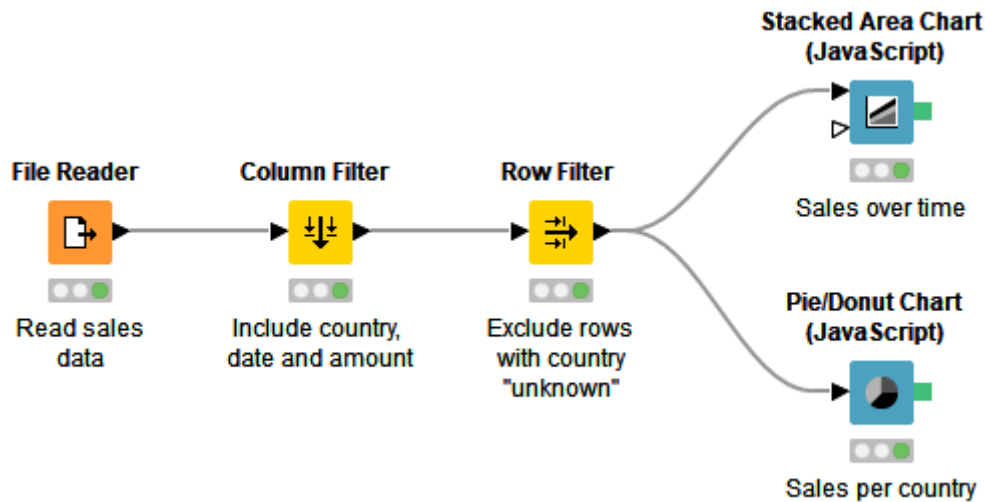 Stacked Area Chart
(JavaScript)
Sales over time
File Reader
Read sales
data
Column Filter
Include country,
date and amount
Row Filter
Exclude rows
with country
"unknown"
Pie/Donut Chart
(JavaScript)
Sales per country